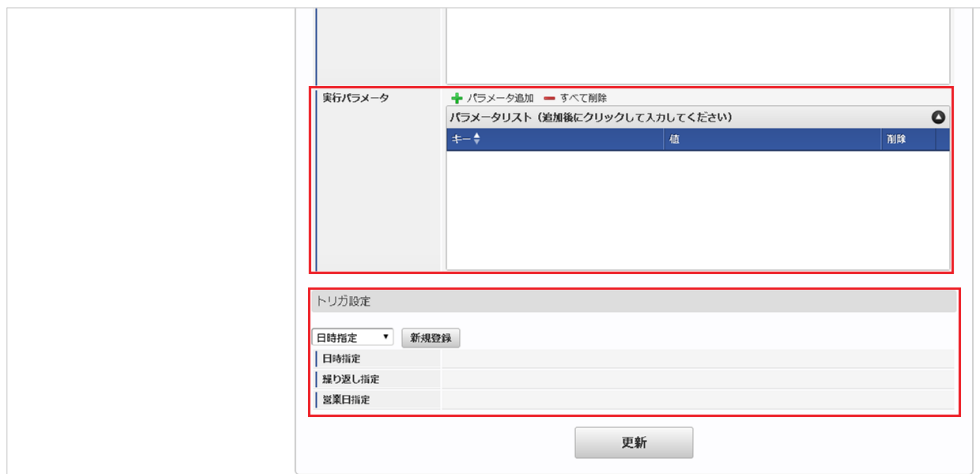 実行パラメータ
パラメータ追加 すべて削除
パラメータリスト（追加後にクリックして入力してください）
キー 値 削除
トリガ設定
日時指定 新規登録
日時指定
繰り返し指定
営業日指定
更新